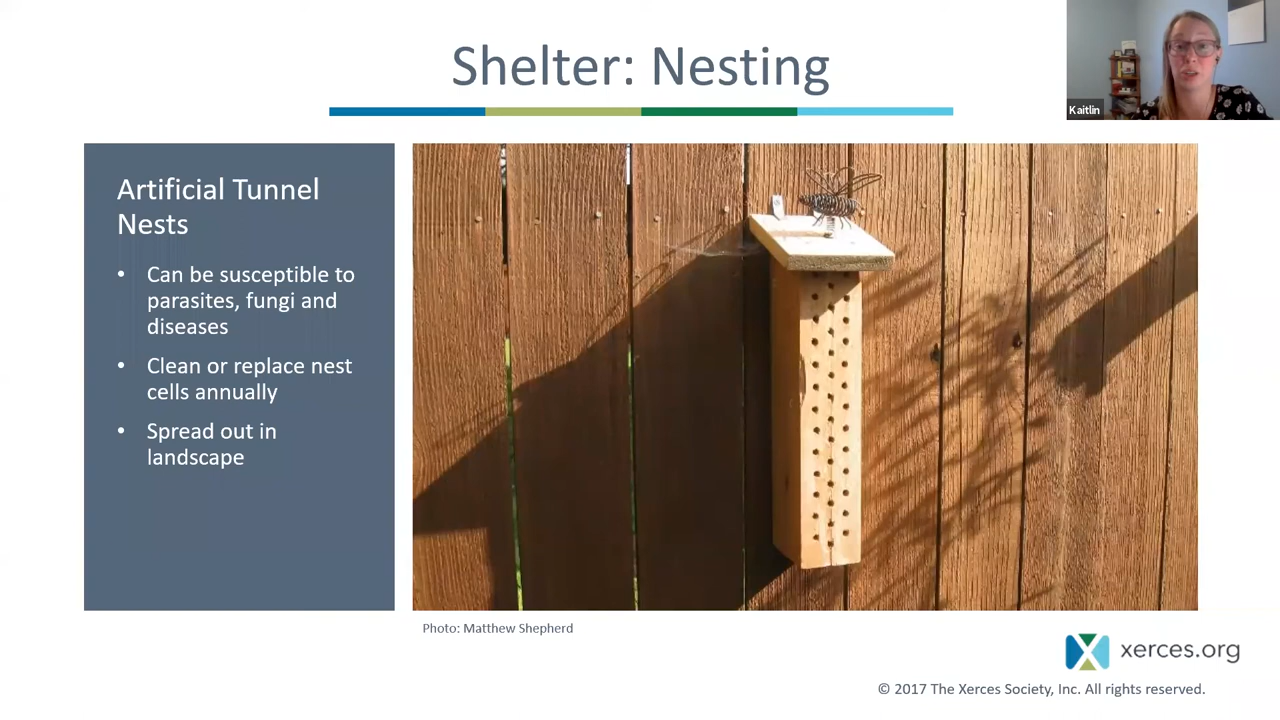 Shelter: Nesting
Kaitlin
Artificial Tunnel
Nests
• Can be susceptible to
parasites, fungi and
diseases
• Clean or replace nest
cells annually
• Spread out in
landscape
Photo: Matthew Shepherd
xerces.org
© 2017 The Xerces Society, Inc. All rights reserved.